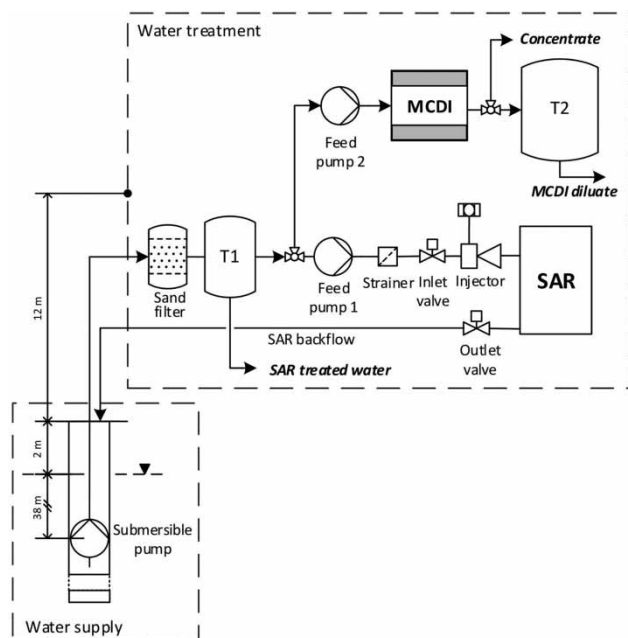 Water treatment
Concentrate
MCDI
T2
Feed
pump 2
MCDI diluate
12 m
T1
Sand
filter
Feed
pump 1
Strainer
Inlet
valve
Injector
SAR
SAR backflow
Outlet
valve
SAR treated water
2 m
38 m
Submersible
pump
Water supply